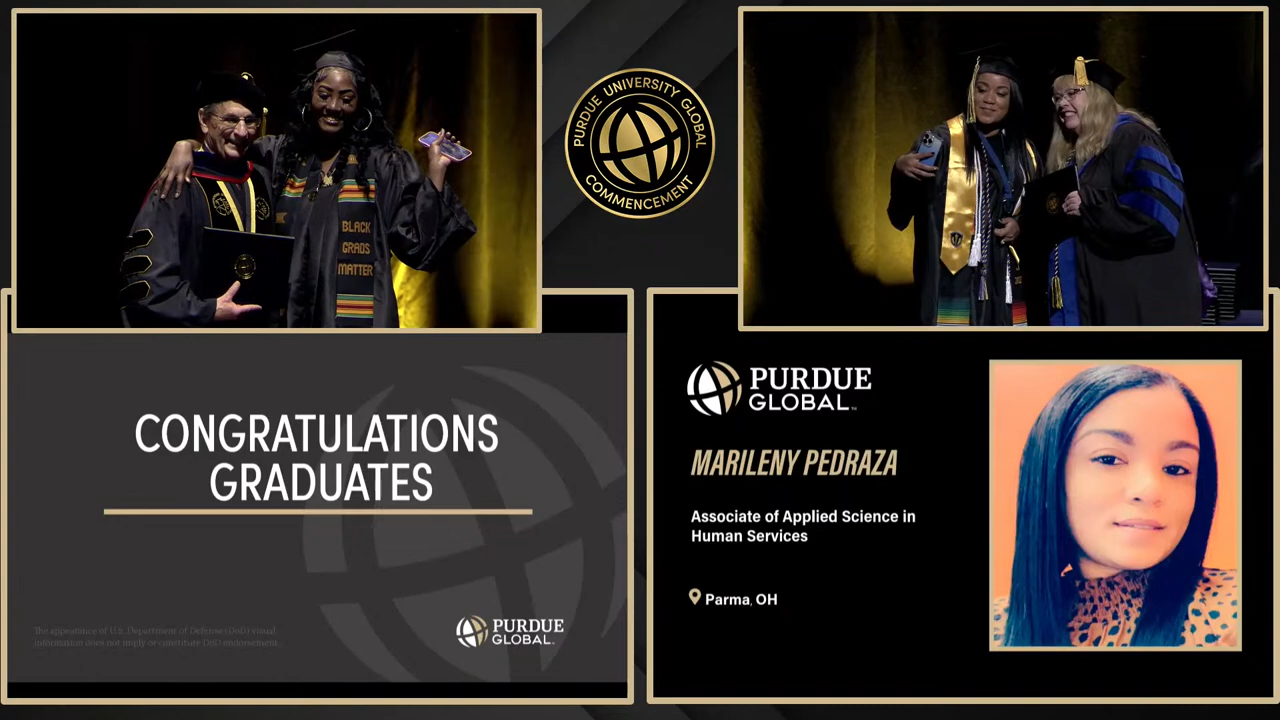 BLACK
GRADS
MATTER
PURDUE UNIVERSITY GLOBAL
COMMENCEMENT
CONGRATULATIONS
GRADUATES
The appearance of U.S. Department of Defense (DoD) visual
information does not imply or constitute DoD endorsement.
PURDUE
GLOBAL
PURDUE
GLOBAL
MARILENY PEDRAZA
Associate of Applied Science in
Human Services
Parma, OH